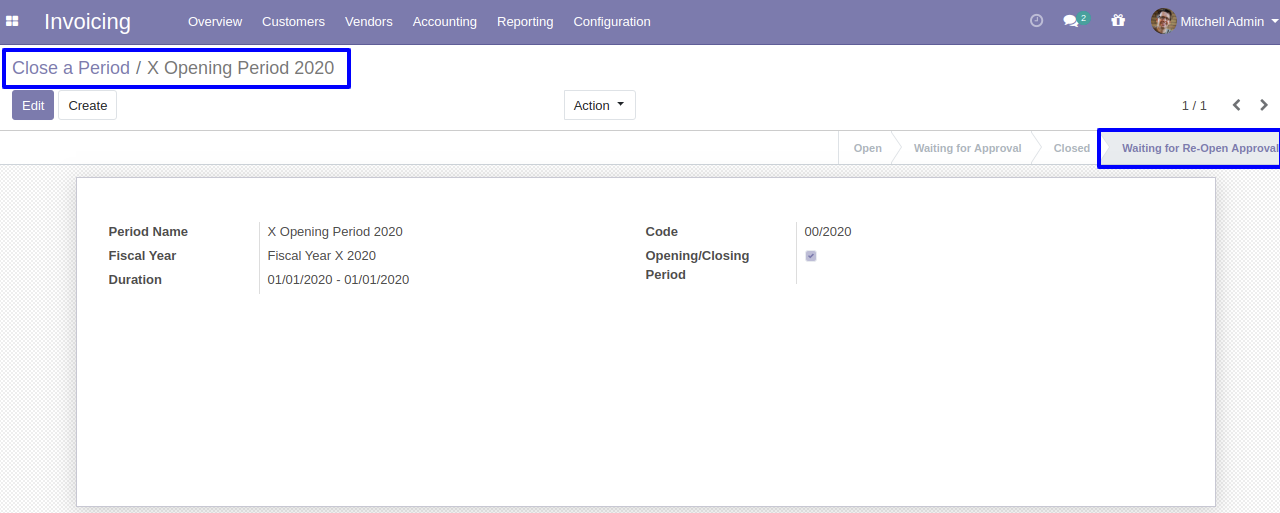 Invoicing Overview Customers Vendors Accounting Reporting Configuration 2 Mitchell Admin
Close a Period / X Opening Period 2020
Edit Create Action 1 / 1
Open Waiting for Approval Closed Waiting for Re-Open Approval
Period Name X Opening Period 2020 Code 00/2020
Fiscal Year Fiscal Year X 2020 Opening/Closing
Period
Duration 01/01/2020 - 01/01/2020